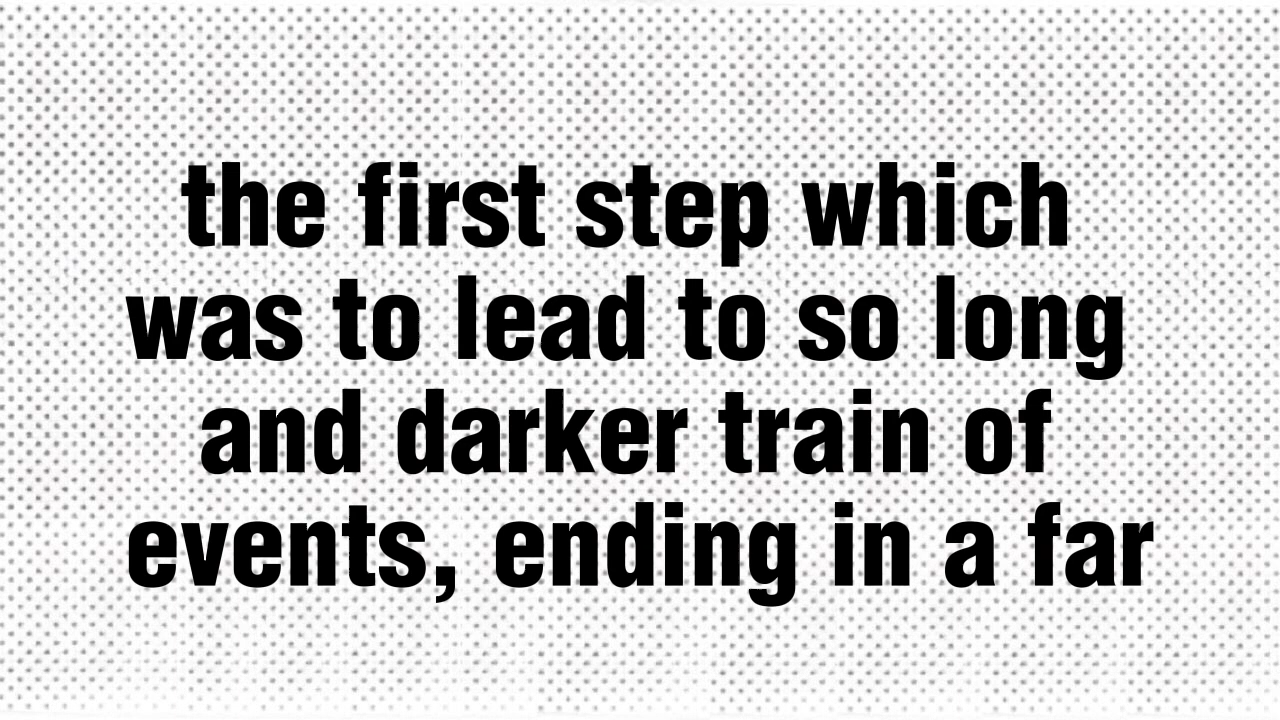 the first step which
was to lead to so long
and darker train of
events, ending in a far